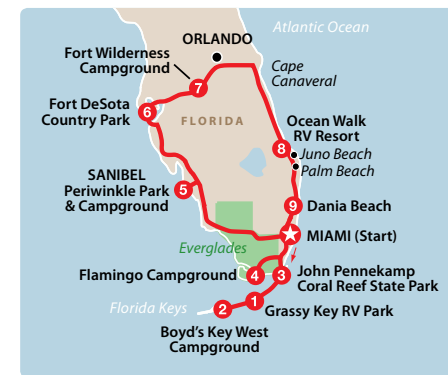 Atlantic Ocean
ORLANDO
Fort Wilderness
Campground
7
Cape
Canaveral
Fort DeSota
Country Park
6
FLORIDA
Ocean Walk
RV Resort
8
Juno Beach
Palm Beach
SANIBEL
Periwinkle Park
& Campground
5
9
Dania Beach
MIAMI (Start)
Everglades
Flamingo Campground
4
3
John Pennekamp
Coral Reef State Park
Florida Keys
2
1
Grassy Key RV Park
Boyd's Key West
Campground